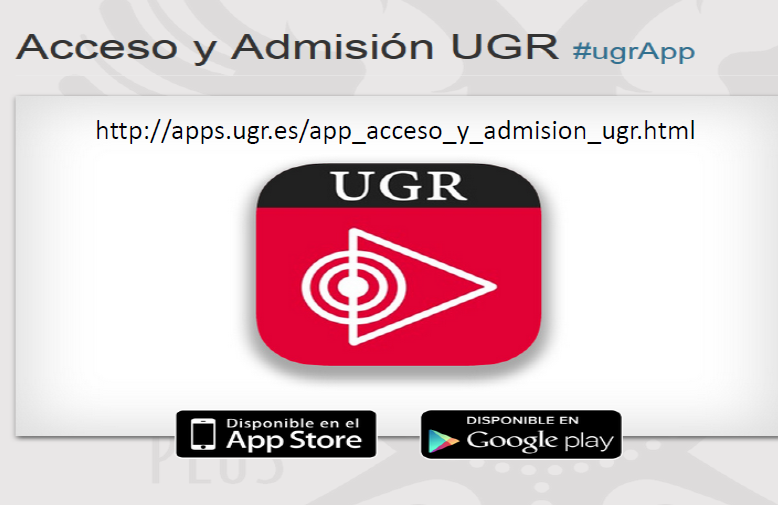 Acceso y Admisión UGR #ugrApp
http://apps.ugr.es/app_acceso_y_admision_ugr.html
UGR
Disponible en el
App Store
DISPONIBLE EN
Google play
PLUS